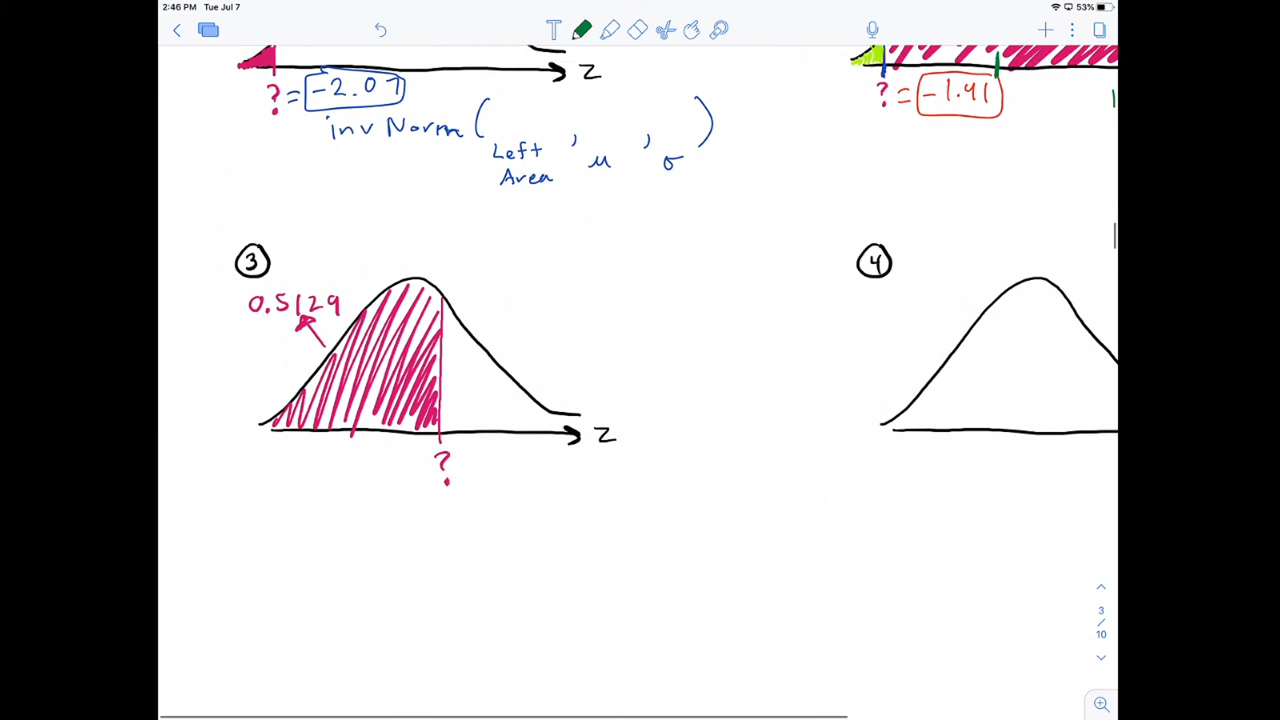 2:46 PM Tue Jul 7
53%
T
Z
? = -2.07
invNorm( , , )
Left Area μ σ
? = -1.91
3
0.5129
Z
?
4
3
/
10